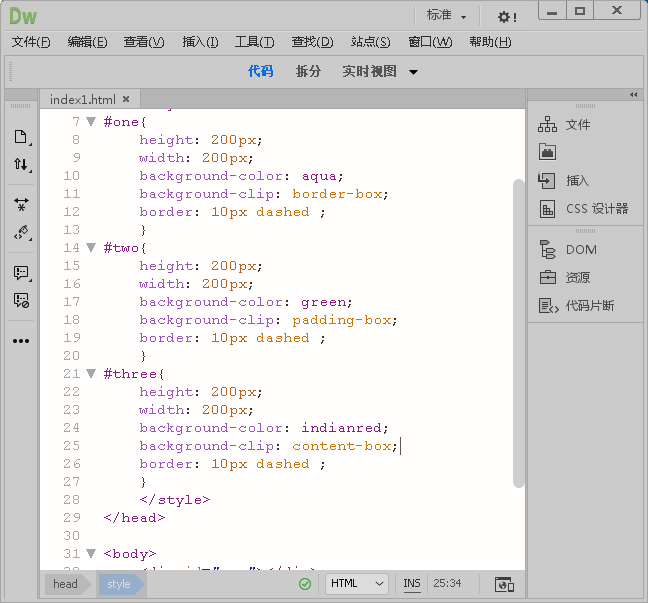 Dw
标准
文件(F) 编辑(E) 查看(V) 插入(I) 工具(T) 查找(D) 站点(S) 窗口(W) 帮助(H)
代码 拆分 实时视图
index1.html
7 #one{
8 height: 200px;
9 width: 200px;
10 background-color: aqua;
11 background-clip: border-box;
12 border: 10px dashed ;
13 }
14 #two{
15 height: 200px;
16 width: 200px;
17 background-color: green;
18 background-clip: padding-box;
19 border: 10px dashed ;
20 }
21 #three{
22 height: 200px;
23 width: 200px;
24 background-color: indianred;
25 background-clip: content-box;
26 border: 10px dashed ;
27 }
28 </style>
29 </head>
30
31 <body>
文件
插入
CSS 设计器
DOM
资源
代码片断
head style HTML INS 25:34